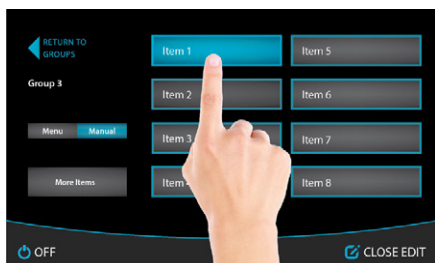 RETURN TO
GROUPS
Group 3
Menu Manual
More Items
Item 1
Item 2
Item 3
Item
Item 5
Item 6
Item 7
Item 8
OFF
CLOSE EDIT